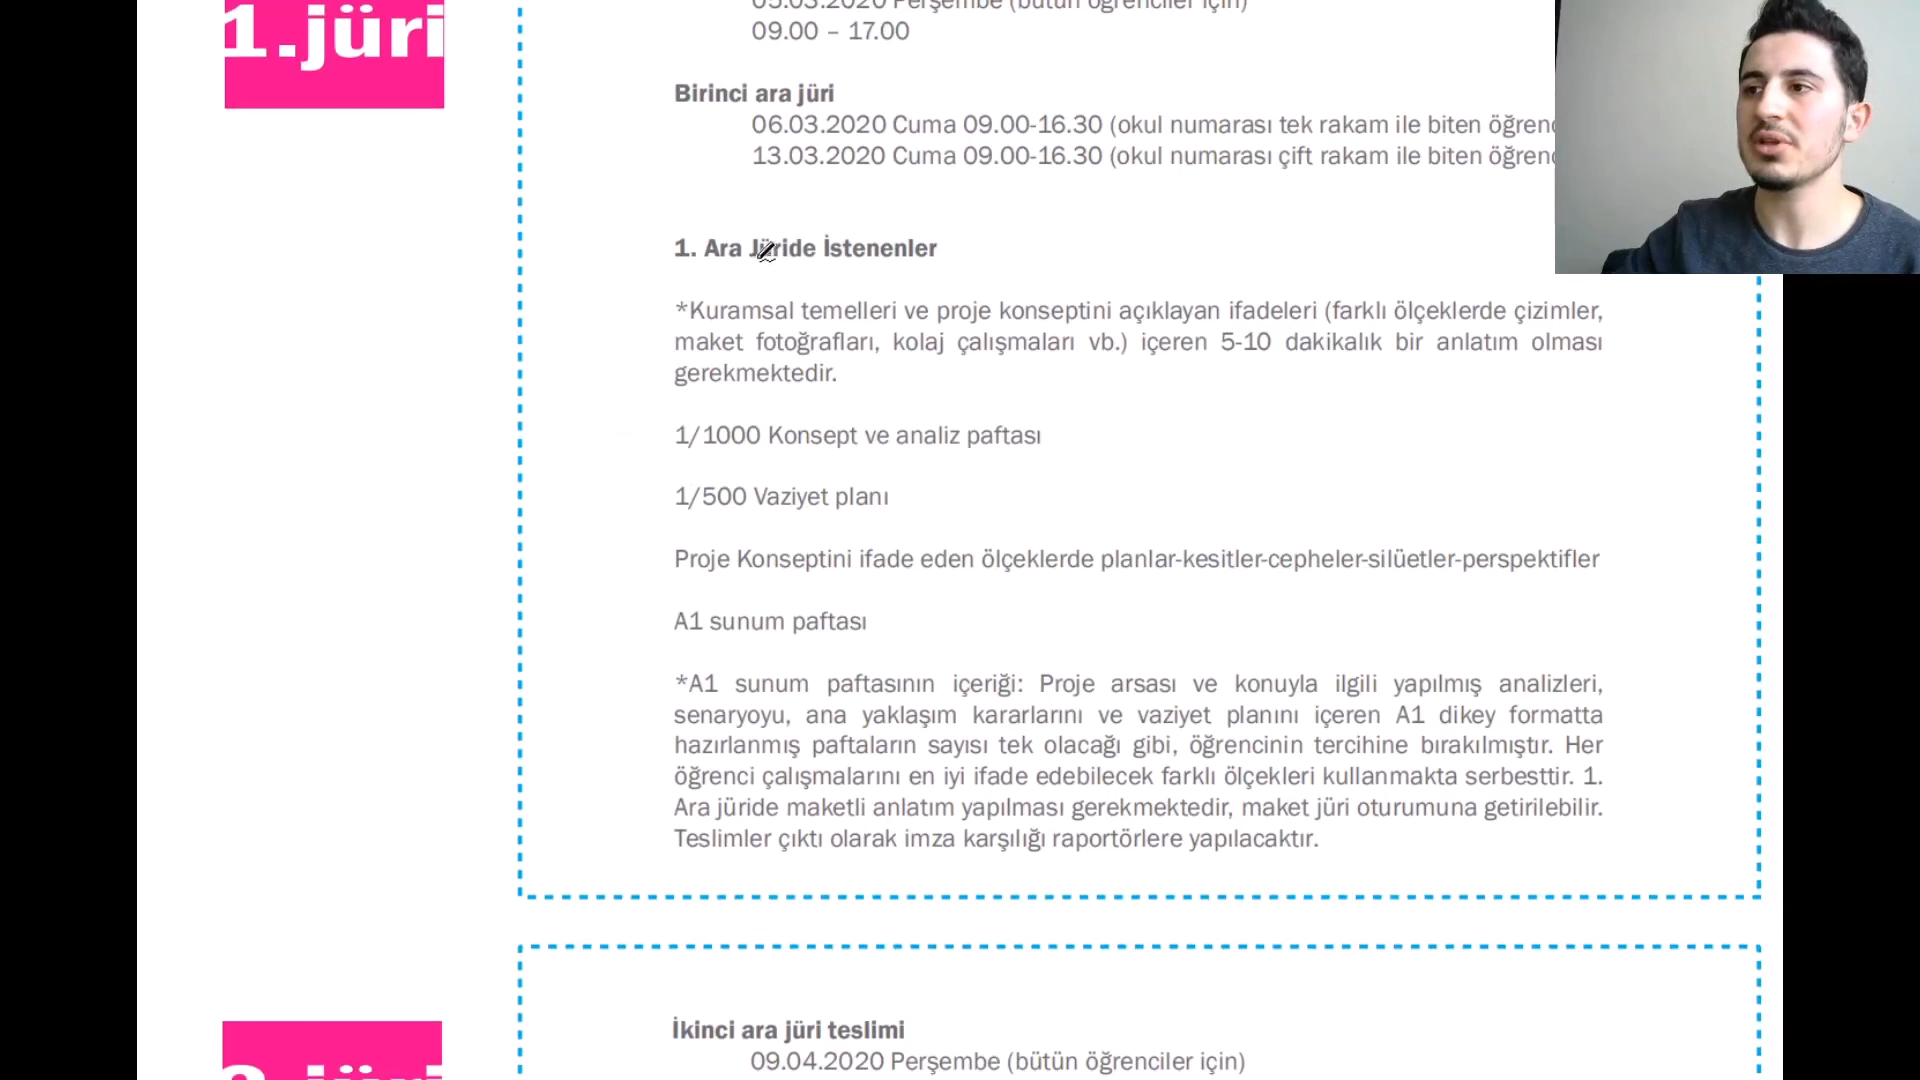 1.jüri
05.03.2020 Perşembe (bütün öğrenciler için)
09.00 – 17.00
Birinci ara jüri
06.03.2020 Cuma 09.00-16.30 (okul numarası tek rakam ile biten
13.03.2020 Cuma 09.00-16.30 (okul numarası çift rakam ile biten
1. Ara Jüride İstenenler
*Kuramsal temelleri ve proje konseptini açıklayan ifadeleri (farklı ölçeklerde çizimler,
maket fotoğrafları, kolaj çalışmaları vb.) içeren 5-10 dakikalık bir anlatım olması
gerekmektedir.
1/1000 Konsept ve analiz paftası
1/500 Vaziyet planı
Proje Konseptini ifade eden ölçeklerde planlar-kesitler-cepheler-silüetler-perspektifler
A1 sunum paftası
*A1 sunum paftasının içeriği: Proje arsası ve konuyla ilgili yapılmış analizleri,
senaryoyu, ana yaklaşım kararlarını ve vaziyet planını içeren A1 dikey formatta
hazırlanmış paftaların sayısı tek olacağı gibi, öğrencinin tercihine bırakılmıştır. Her
öğrenci çalışmalarını en iyi ifade edebilecek farklı ölçekleri kullanmakta serbesttir. 1.
Ara jüride maketli anlatım yapılması gerekmektedir, maket jüri oturumuna getirilebilir.
Teslimler çıktı olarak imza karşılığı raportörlere yapılacaktır.
İkinci ara jüri teslimi
09.04.2020 Perşembe (bütün öğrenciler için)